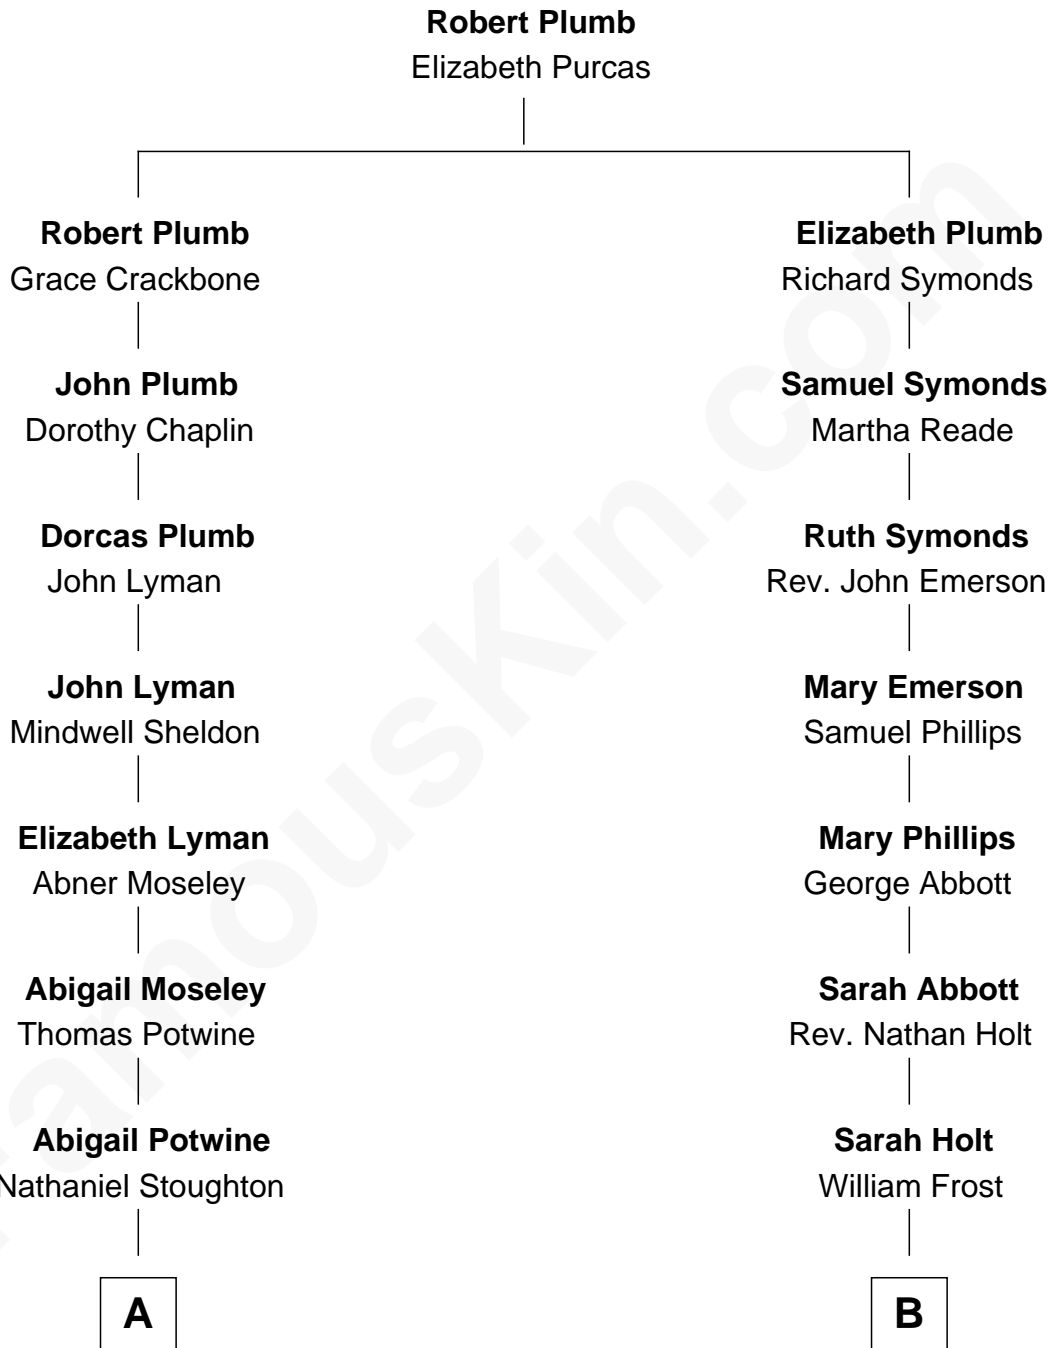 Robert Plumb
Elizabeth Purcas
Robert Plumb
Grace Crackbone
Elizabeth Plumb
Richard Symonds
John Plumb
Dorothy Chaplin
Samuel Symonds
Martha Reade
Dorcas Plumb
John Lyman
Ruth Symonds
Rev. John Emerson
John Lyman
Mindwell Sheldon
Mary Emerson
Samuel Phillips
Elizabeth Lyman
Abner Moseley
Mary Phillips
George Abbott
Abigail Moseley
Thomas Potwine
Sarah Abbott
Rev. Nathan Holt
Abigail Potwine
Nathaniel Stoughton
Sarah Holt
William Frost
A
B
FamousKin.com